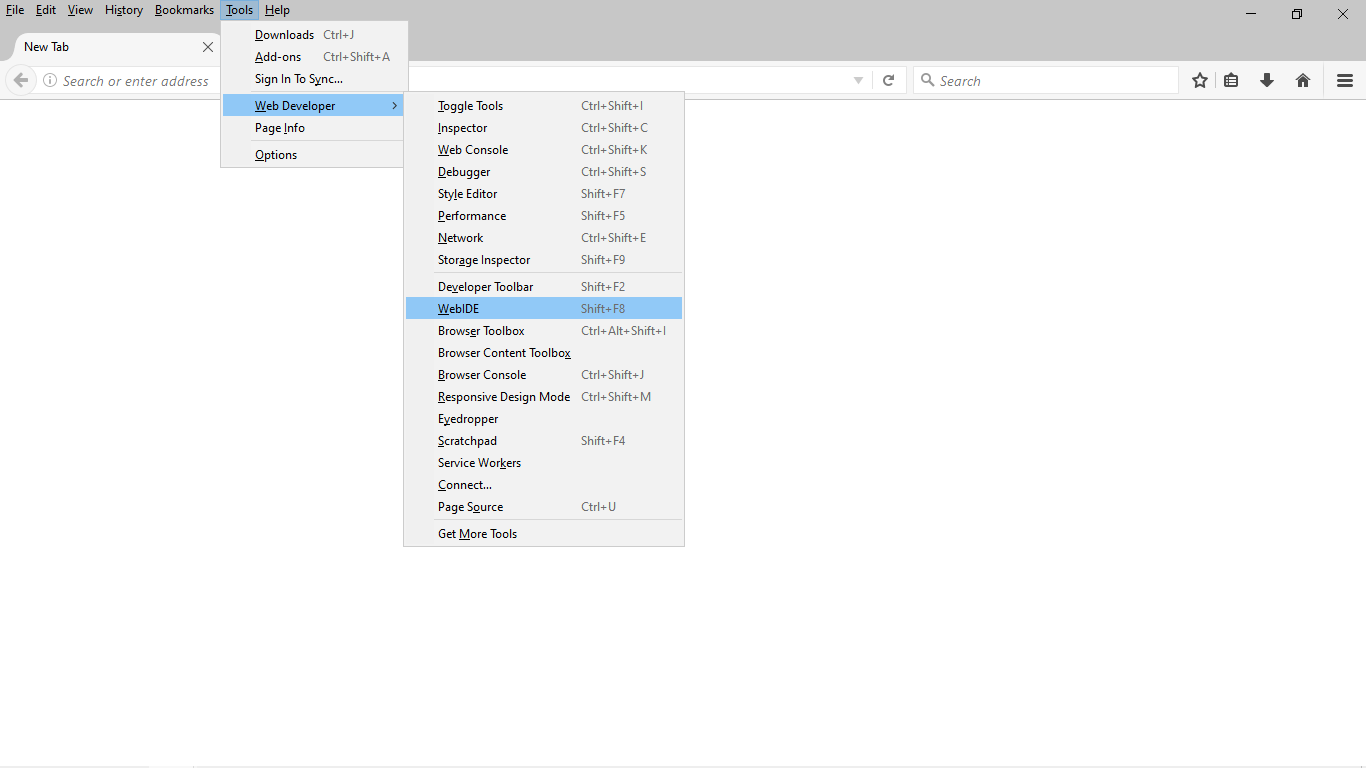 File Edit View History Bookmarks Tools Help
New Tab
Search or enter address
Search
Downloads Ctrl+J
Add-ons Ctrl+Shift+A
Sign In To Sync...
Web Developer
Page Info
Options
Toggle Tools Ctrl+Shift+I
Inspector Ctrl+Shift+C
Web Console Ctrl+Shift+K
Debugger Ctrl+Shift+S
Style Editor Shift+F7
Performance Shift+F5
Network Ctrl+Shift+E
Storage Inspector Shift+F9
Developer Toolbar Shift+F2
WebIDE Shift+F8
Browser Toolbox Ctrl+Alt+Shift+I
Browser Content Toolbox
Browser Console Ctrl+Shift+J
Responsive Design Mode Ctrl+Shift+M
Eyedropper
Scratchpad Shift+F4
Service Workers
Connect...
Page Source Ctrl+U
Get More Tools